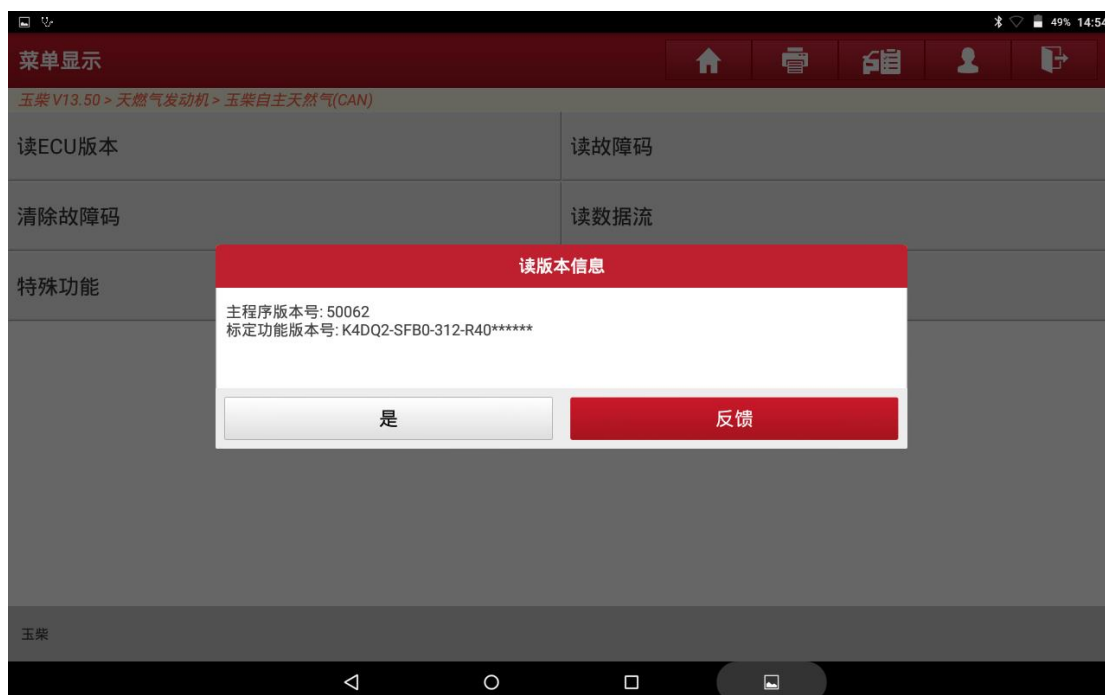 49% 14:54
菜单显示
玉柴V13.50 > 天燃气发动机 > 玉柴自主天然气(CAN)
读ECU版本
读故障码
清除故障码
读数据流
特殊功能
读版本信息
主程序版本号: 50062
标定功能版本号: K4DQ2-SFB0-312-R40******
是
反馈
玉柴